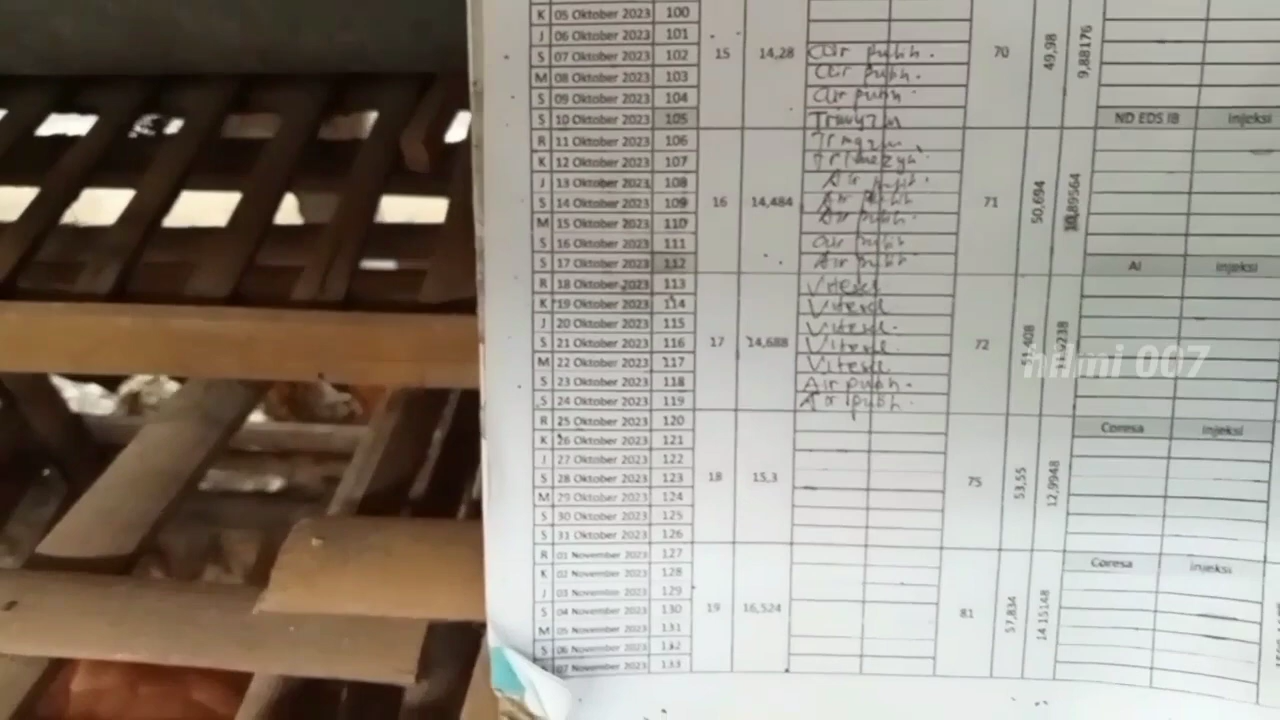 K 05 Oktober 2023 100
J 06 Oktober 2023 101
S 07 Oktober 2023 102 15 14,28 air putih. 70 49,98 9,88176
M 08 Oktober 2023 103 air putih.
S 09 Oktober 2023 104 air putih.
S 10 Oktober 2023 105 ND EDS IB Injeksi
R 11 Oktober 2023 106
K 12 Oktober 2023 107
J 13 Oktober 2023 108 Air putih.
S 14 Oktober 2023 109 16 14,484 Air putih 71 50,694
M 15 Oktober 2023 110 Air putih.
S 16 Oktober 2023 111 air putih
S 17 Oktober 2023 112 Air putih AI Injeksi
R 18 Oktober 2023 113
K 19 Oktober 2023 114
J 20 Oktober 2023 115
S 21 Oktober 2023 116 17 14,688 72
M 22 Oktober 2023 117
S 23 Oktober 2023 118 Air putih.
S 24 Oktober 2023 119 Air putih.
hilmi 007
R 25 Oktober 2023 120 Coresa Injeksi
K 26 Oktober 2023 121
J 27 Oktober 2023 122
S 28 Oktober 2023 123 18 15,3 75 53,55 12,9948
M 29 Oktober 2023 124
S 30 Oktober 2023 125
S 31 Oktober 2023 126
R 01 November 2023 127 Coresa Injeksi
K 02 November 2023 128
J 03 November 2023 129
S 04 November 2023 130 19 16,524 81 57,834 14.15148
M 05 November 2023 131
S 06 November 2023 132
07 November 2023 133